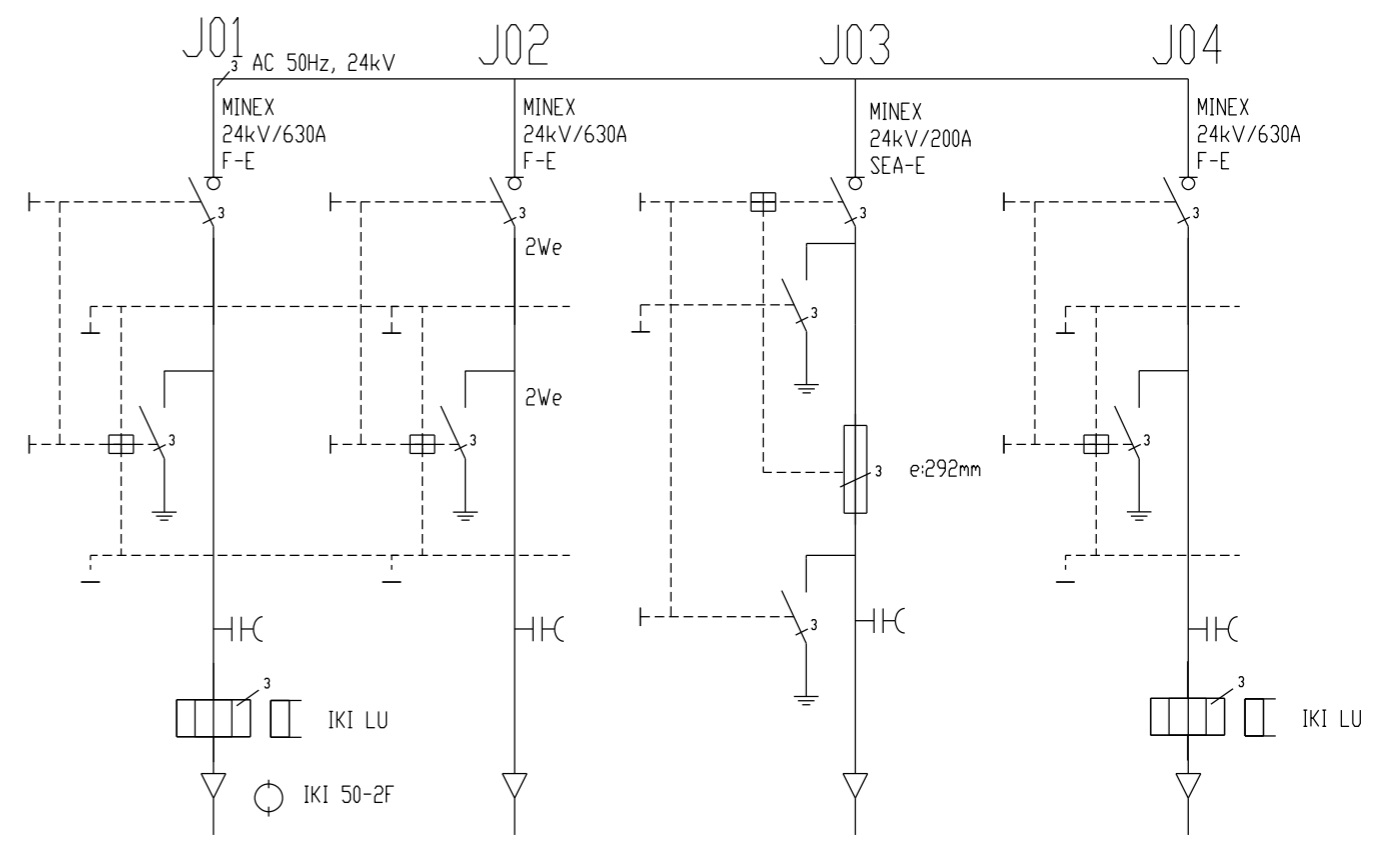 J01
J02
J03
J04
3 AC 50Hz, 24kV
MINEX
24kV/630A
F-E
MINEX
24kV/630A
F-E
MINEX
24kV/200A
SEA-E
MINEX
24kV/630A
F-E
3
3
3
3
2We
3
2We
3
3
3
3
e:292mm
3
3
IKI LU
3
IKI LU
IKI 50-2F